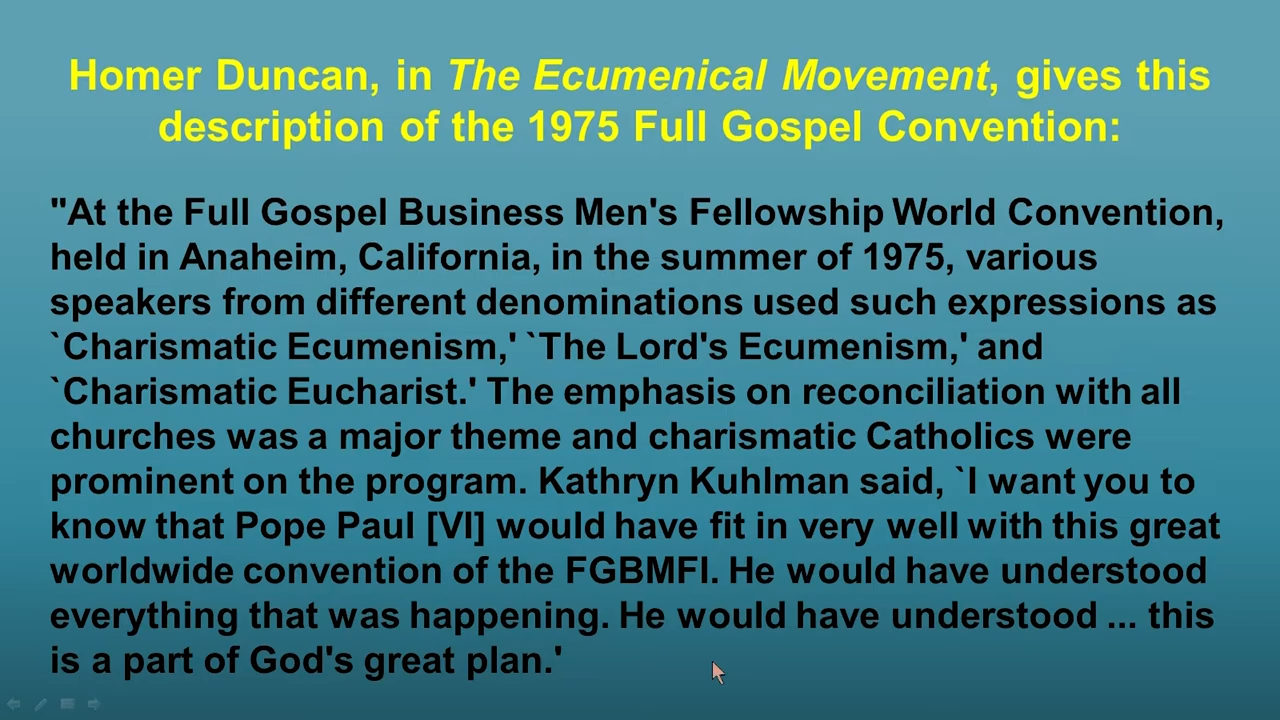 Homer Duncan, in The Ecumenical Movement, gives this
description of the 1975 Full Gospel Convention:
"At the Full Gospel Business Men's Fellowship World Convention,
held in Anaheim, California, in the summer of 1975, various
speakers from different denominations used such expressions as
`Charismatic Ecumenism,' `The Lord's Ecumenism,' and
`Charismatic Eucharist.' The emphasis on reconciliation with all
churches was a major theme and charismatic Catholics were
prominent on the program. Kathryn Kuhlman said, `I want you to
know that Pope Paul [VI] would have fit in very well with this great
worldwide convention of the FGBMFI. He would have understood
everything that was happening. He would have understood ... this
is a part of God's great plan.'